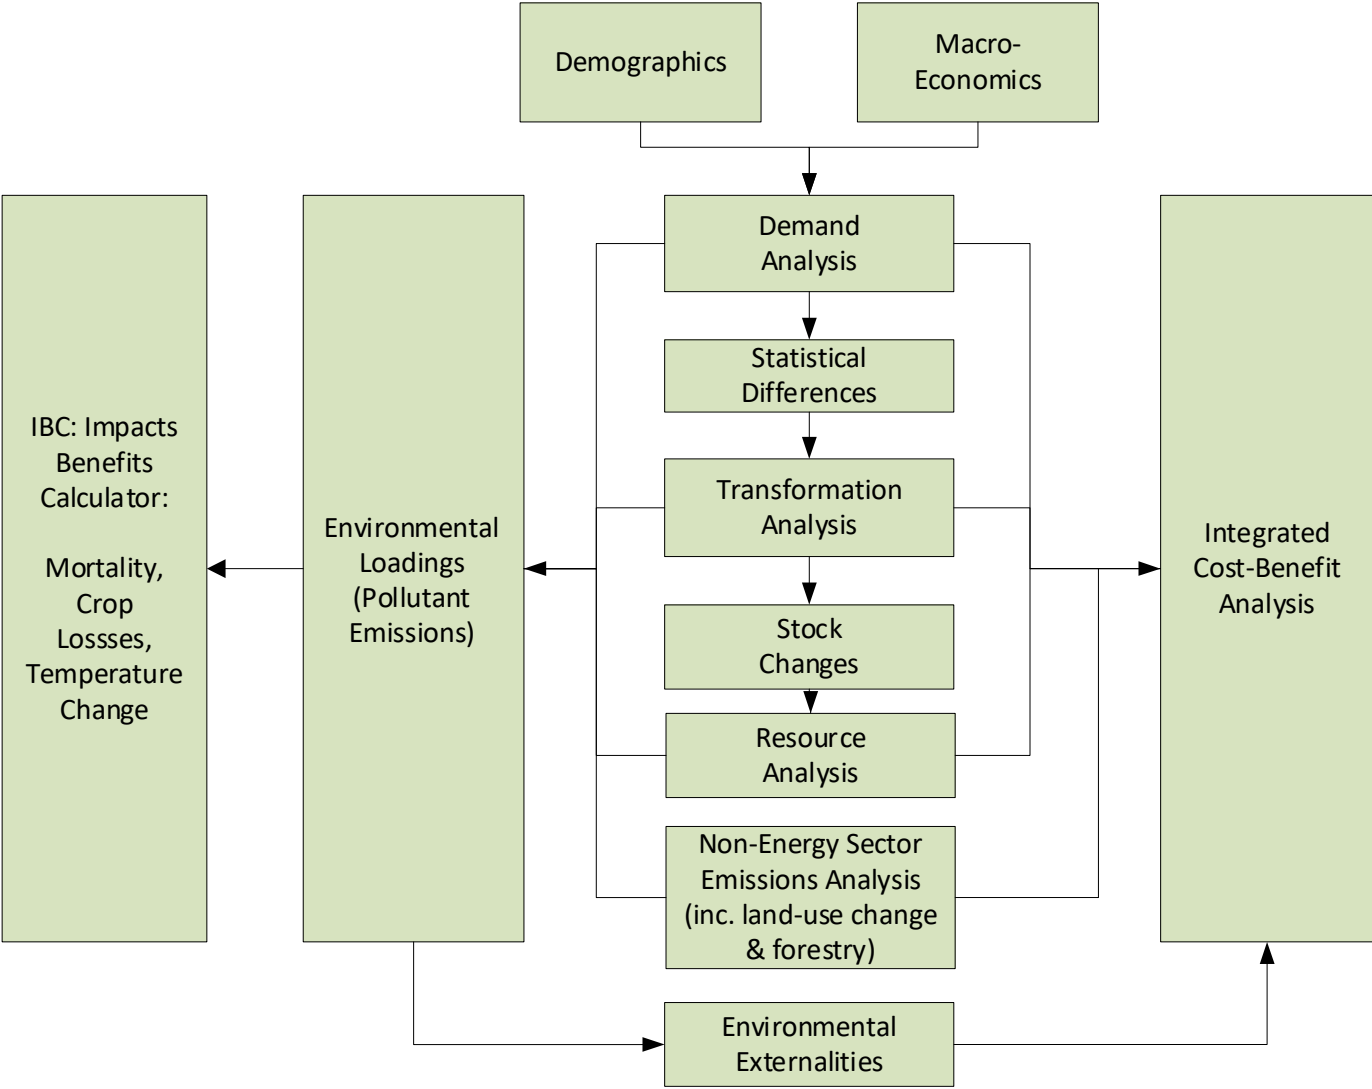 Demographics
Macro-
Economics
IBC: Impacts
Benefits
Calculator:
Mortality,
Crop
Lossses,
Temperature
Change
Environmental
Loadings
(Pollutant
Emissions)
Demand
Analysis
Statistical
Differences
Transformation
Analysis
Stock
Changes
Resource
Analysis
Non-Energy Sector
Emissions Analysis
(inc. land-use change
& forestry)
Environmental
Externalities
Integrated
Cost-Benefit
Analysis